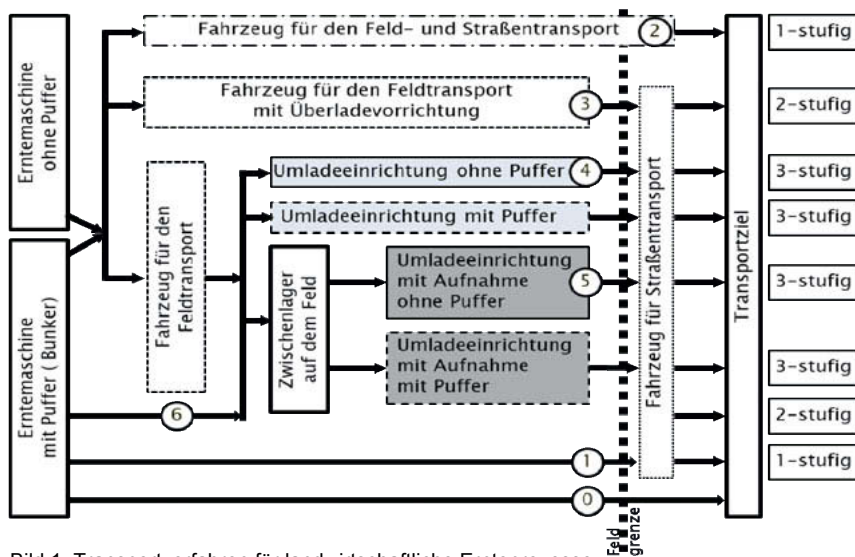 Erntemaschine
ohne Puffer
Erntemaschine
mit Puffer ( Bunker)
Fahrzeug für den Feld- und Straßentransport
2
Fahrzeug für den Feldtransport
mit Überladevorrichtung
3
Fahrzeug für den
Feldtransport
Umladeeinrichtung ohne Puffer
4
Umladeeinrichtung mit Puffer
Zwischenlager
auf dem Feld
Umladeeinrichtung
mit Aufnahme
ohne Puffer
5
Umladeeinrichtung
mit Aufnahme
mit Puffer
6
1
0
Fahrzeug für Straßentransport
Feld
grenze
Transportziel
1-stufig
2-stufig
3-stufig
3-stufig
3-stufig
3-stufig
2-stufig
1-stufig